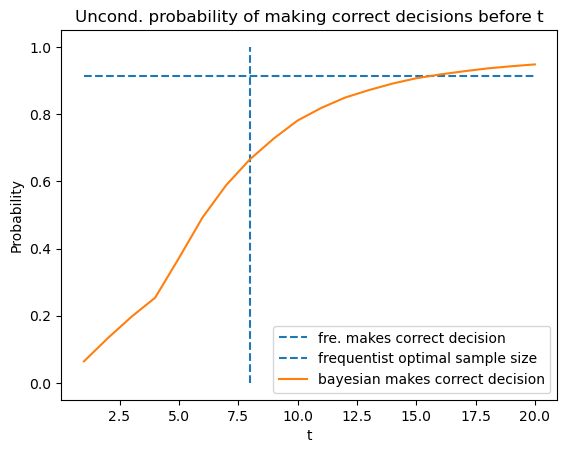 Uncond. probability of making correct decisions before t
1.0
0.8
0.6
0.4
0.2
0.0
Probability
fre. makes correct decision
frequentist optimal sample size
bayesian makes correct decision
2.5 5.0 7.5 10.0 12.5 15.0 17.5 20.0
t